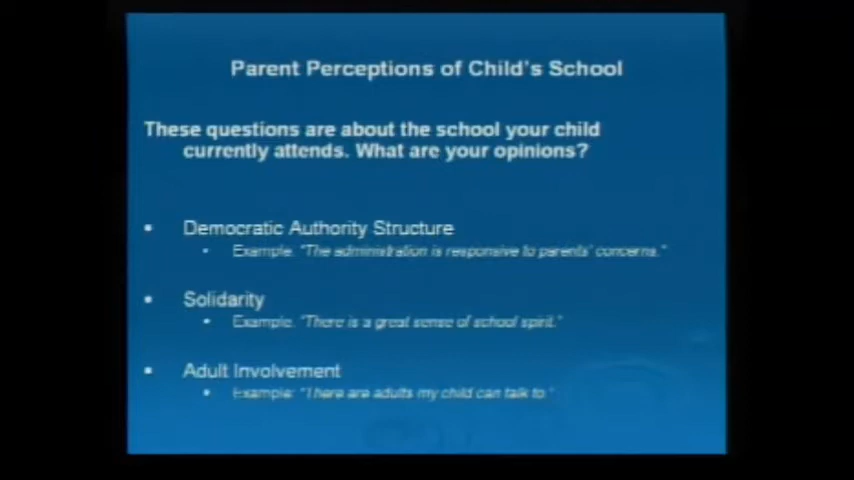 Parent Perceptions of Child's School
These questions are about the school your child
currently attends. What are your opinions?
• Democratic Authority Structure
• Example: "The administration is responsive to parents' concerns."
• Solidarity
• Example: "There is a great sense of school spirit."
• Adult Involvement
• Example: "There are adults my child can talk to."